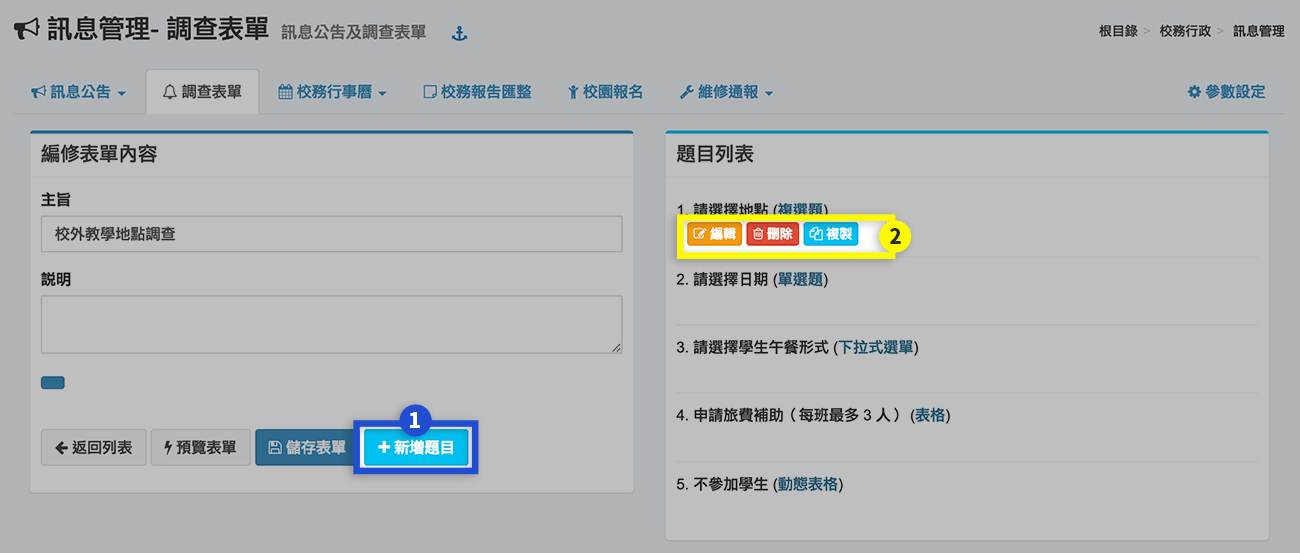 訊息管理- 調查表單 訊息公告及調查表單
根目錄 > 校務行政 > 訊息管理
訊息公告 調查表單 校務行事曆 校務報告匯整 校園報名 維修通報 參數設定
編修表單內容
主旨
校外教學地點調查
說明
返回列表 預覽表單 儲存表單 新增題目
1
題目列表
1. 請選擇地點 (複選題)
編輯 刪除 複製
2
2. 請選擇日期 (單選題)
3. 請選擇學生午餐形式 (下拉式選單)
4. 申請旅費補助（每班最多 3 人） (表格)
5. 不參加學生 (動態表格)